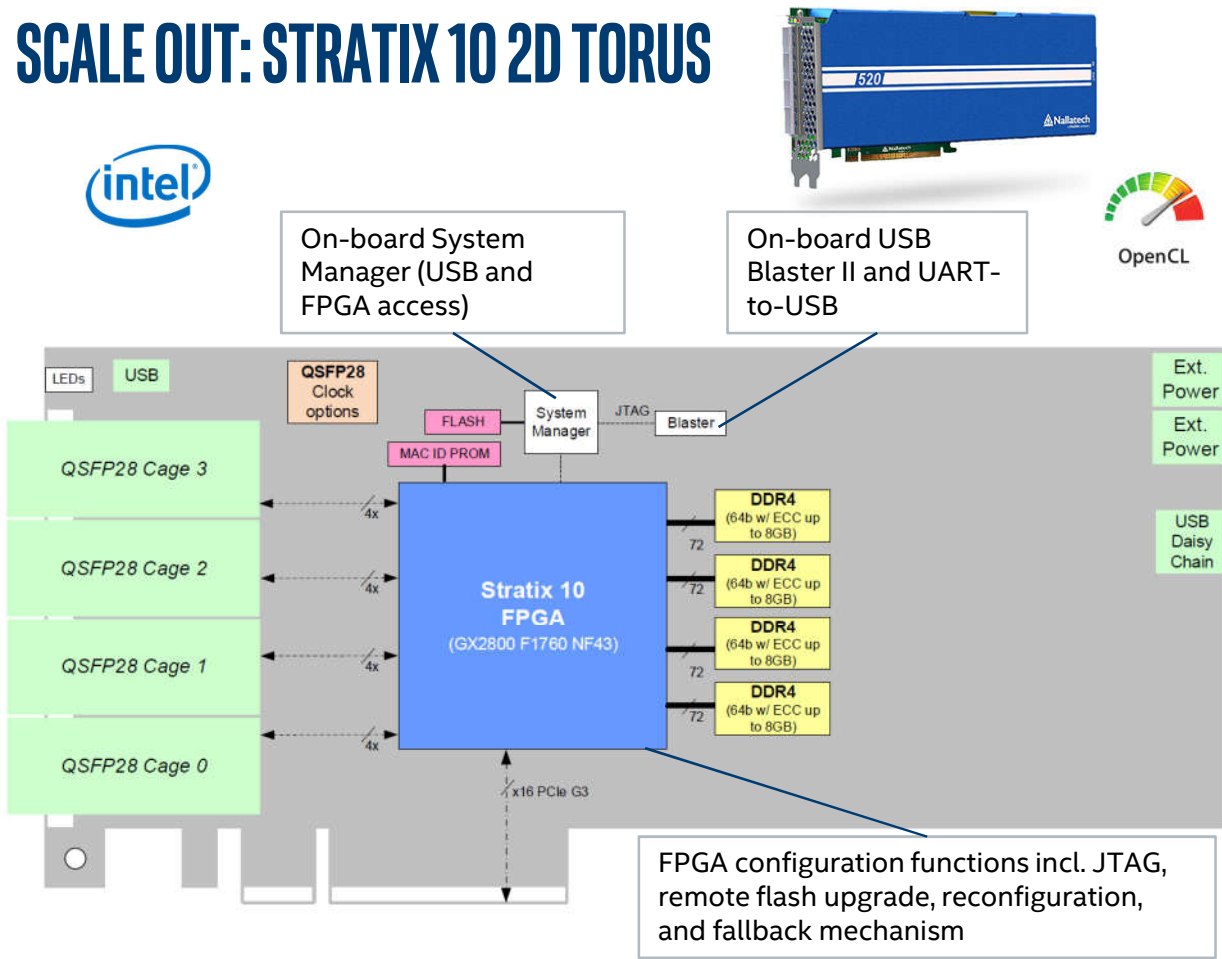 SCALE OUT: STRATIX 10 2D TORUS
520
Nallatech
intel
OpenCL
On-board System
Manager (USB and
FPGA access)
On-board USB
Blaster II and UART-
to-USB
LEDs
USB
QSFP28
Clock
options
FLASH
System
Manager
JTAG
Blaster
MAC ID PROM
Ext.
Power
Ext.
Power
USB
Daisy
Chain
QSFP28 Cage 3
4x
QSFP28 Cage 2
4x
QSFP28 Cage 1
4x
QSFP28 Cage 0
4x
Stratix 10
FPGA
(GX2800 F1760 NF43)
72
DDR4
(64b w/ ECC up
to 8GB)
72
DDR4
(64b w/ ECC up
to 8GB)
72
DDR4
(64b w/ ECC up
to 8GB)
72
DDR4
(64b w/ ECC up
to 8GB)
x16 PCIe G3
FPGA configuration functions incl. JTAG,
remote flash upgrade, reconfiguration,
and fallback mechanism